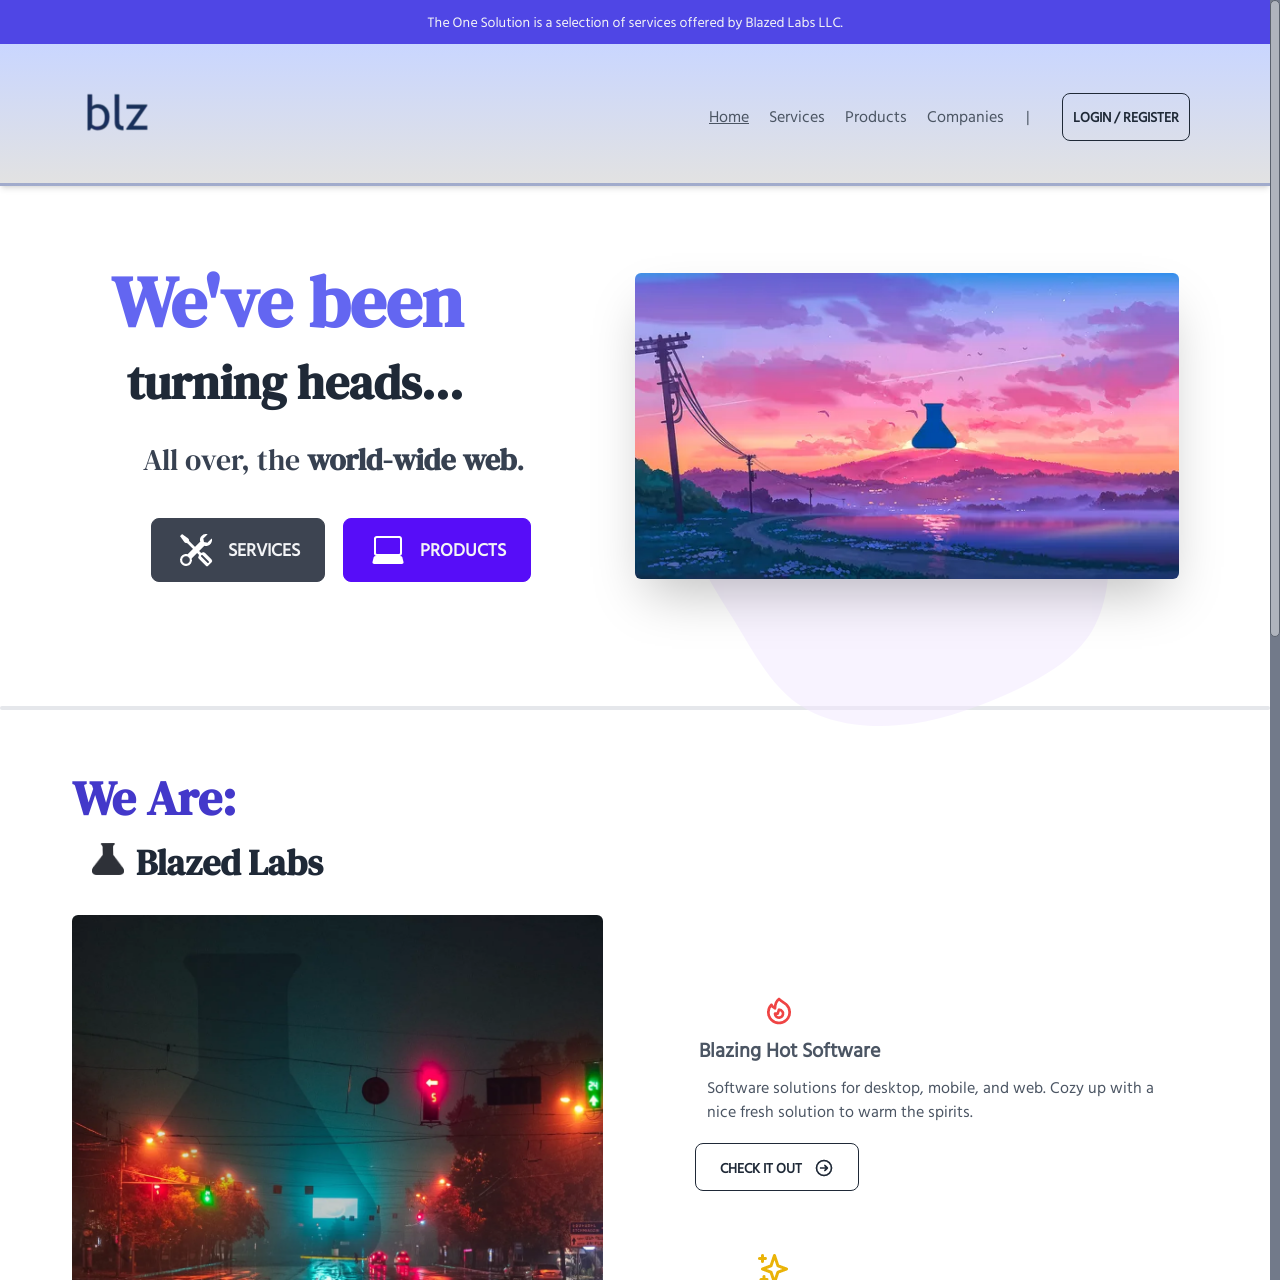 The One Solution is a selection of services offered by Blazed Labs LLC.
blz
Home Services Products Companies | LOGIN / REGISTER
We've been
turning heads...
All over, the world-wide web.
SERVICES PRODUCTS
We Are:
Blazed Labs
5
24
Blazing Hot Software
Software solutions for desktop, mobile, and web. Cozy up with a
nice fresh solution to warm the spirits.
CHECK IT OUT